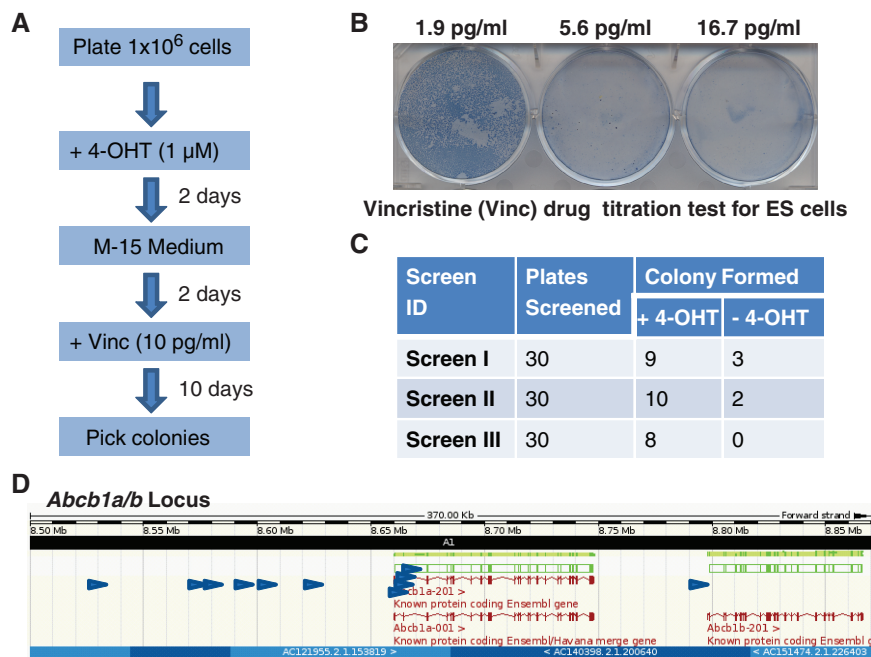 A
Plate 1x10⁶ cells
+ 4-OHT (1 µM)
2 days
M-15 Medium
2 days
+ Vinc (10 pg/ml)
10 days
Pick colonies
B
1.9 pg/ml 5.6 pg/ml 16.7 pg/ml
Vincristine (Vinc) drug titration test for ES cells
C
Screen ID Plates Screened Colony Formed
+ 4-OHT - 4-OHT
Screen I 30 9 3
Screen II 30 10 2
Screen III 30 8 0
D
Abcb1a/b Locus
370.00 Kb Forward strand
8.50 Mb 8.55 Mb 8.60 Mb 8.65 Mb 8.70 Mb 8.75 Mb 8.80 Mb 8.85 Mb
A1
cb1a-201 >
Known protein coding Ensembl gene
Abcb1a-001 > Abcb1b-201 >
Known protein coding Ensembl/Havana merge gene Known protein coding Ensembl g
AC121955.2.1.153819 > < AC140398.2.1.200640 AC151474.2.1.226403